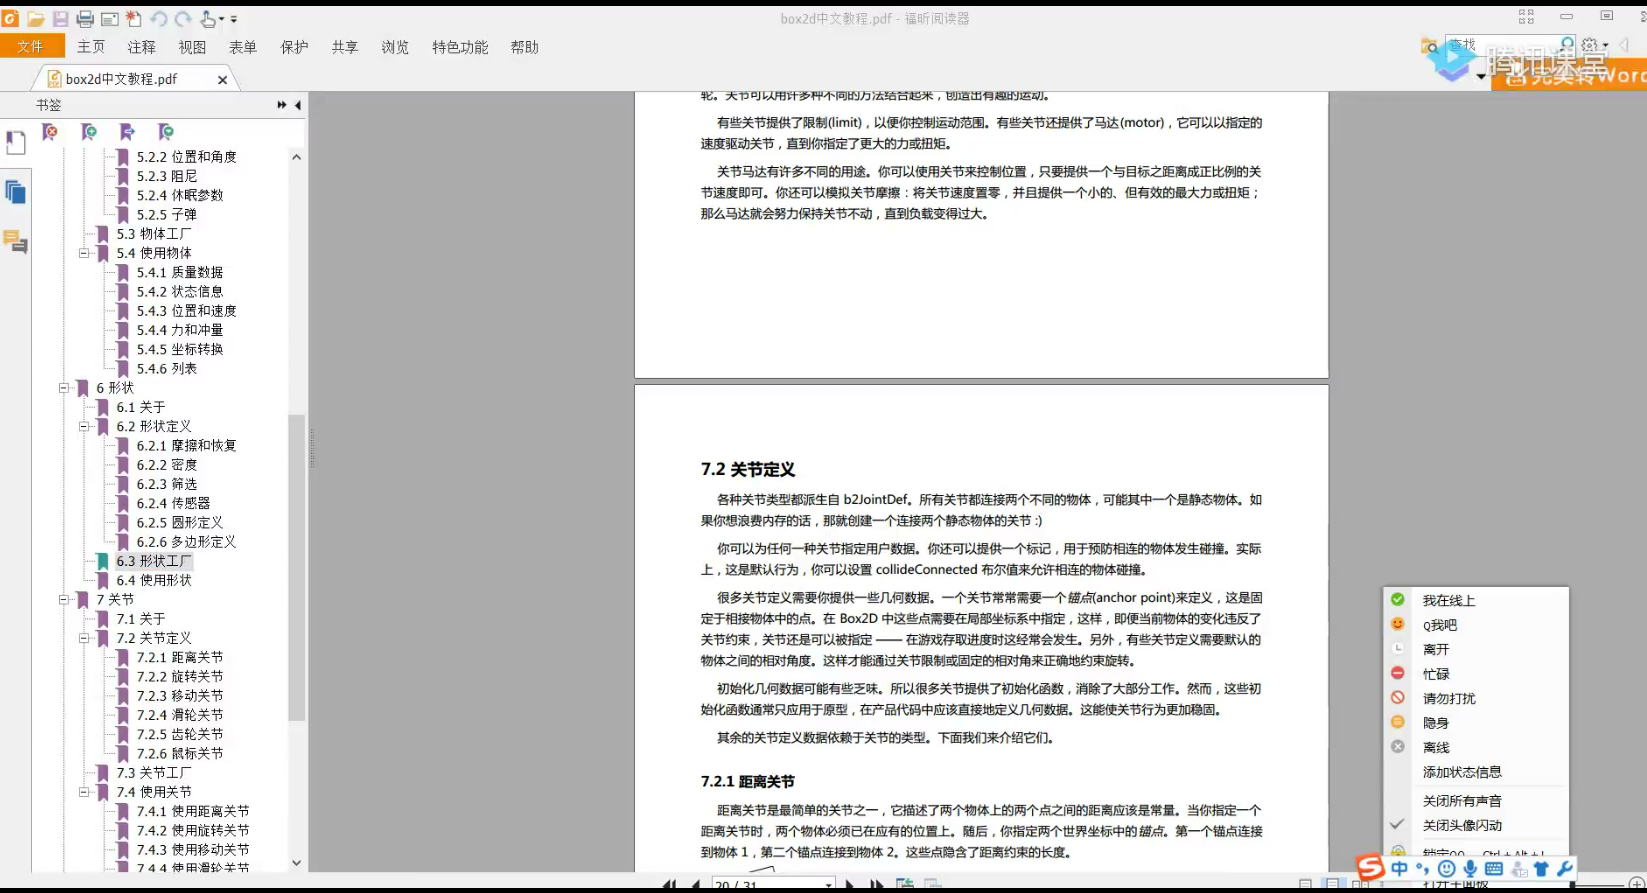 box2d中文教程.pdf - 福昕阅读器
文件 主页 注释 视图 表单 保护 共享 浏览 特色功能 帮助
查找
腾讯课堂
box2d中文教程.pdf
书签
5.2.2 位置和角度
5.2.3 阻尼
5.2.4 休眠参数
5.2.5 子弹
5.3 物体工厂
5.4 使用物体
5.4.1 质量数据
5.4.2 状态信息
5.4.3 位置和速度
5.4.4 力和冲量
5.4.5 坐标转换
5.4.6 列表
6 形状
6.1 关于
6.2 形状定义
6.2.1 摩擦和恢复
6.2.2 密度
6.2.3 筛选
6.2.4 传感器
6.2.5 圆形定义
6.2.6 多边形定义
6.3 形状工厂
6.4 使用形状
7 关节
7.1 关于
7.2 关节定义
7.2.1 距离关节
7.2.2 旋转关节
7.2.3 移动关节
7.2.4 滑轮关节
7.2.5 齿轮关节
7.2.6 鼠标关节
7.3 关节工厂
7.4 使用关节
7.4.1 使用距离关节
7.4.2 使用旋转关节
7.4.3 使用移动关节
7.4.4 使用滑轮关节
轮。关节可以用许多种不同的方法结合起来，创造出有趣的运动。
有些关节提供了限制(limit)，以便你控制运动范围。有些关节还提供了马达(motor)，它可以以指定的
速度驱动关节，直到你指定了更大的力或扭矩。
关节马达有许多不同的用途。你可以使用关节来控制位置，只要提供一个与目标之距离成正比例的关
节速度即可。你还可以模拟关节摩擦：将关节速度置零，并且提供一个小的、但有效的最大力或扭矩；
那么马达就会努力保持关节不动，直到负载变得过大。
7.2 关节定义
各种关节类型都派生自 b2JointDef。所有关节都连接两个不同的物体，可能其中一个是静态物体。如
果你想浪费内存的话，那就创建一个连接两个静态物体的关节 :)
你可以为任何一种关节指定用户数据。你还可以提供一个标记，用于预防相连的物体发生碰撞。实际
上，这是默认行为，你可以设置 collideConnected 布尔值来允许相连的物体碰撞。
很多关节定义需要你提供一些几何数据。一个关节常常需要一个锚点(anchor point)来定义，这是固
定于相接物体中的点。在 Box2D 中这些点需要在局部坐标系中指定，这样，即便当前物体的变化违反了
关节约束，关节还是可以被指定 —— 在游戏存取进度时这经常会发生。另外，有些关节定义需要默认的
物体之间的相对角度。这样才能通过关节限制或固定的相对角来正确地约束旋转。
初始化几何数据可能有些乏味。所以很多关节提供了初始化函数，消除了大部分工作。然而，这些初
始化函数通常只应用于原型，在产品代码中应该直接地定义几何数据。这能使关节行为更加稳固。
其余的关节定义数据依赖于关节的类型。下面我们来介绍它们。
7.2.1 距离关节
距离关节是最简单的关节之一，它描述了两个物体上的两个点之间的距离应该是常量。当你指定一个
距离关节时，两个物体必须已在应有的位置上。随后，你指定两个世界坐标中的锚点。第一个锚点连接
到物体 1，第二个锚点连接到物体 2。这些点隐含了距离约束的长度。
我在线上
Q我吧
离开
忙碌
请勿打扰
隐身
离线
添加状态信息
关闭所有声音
关闭头像闪动
中
20 / 31